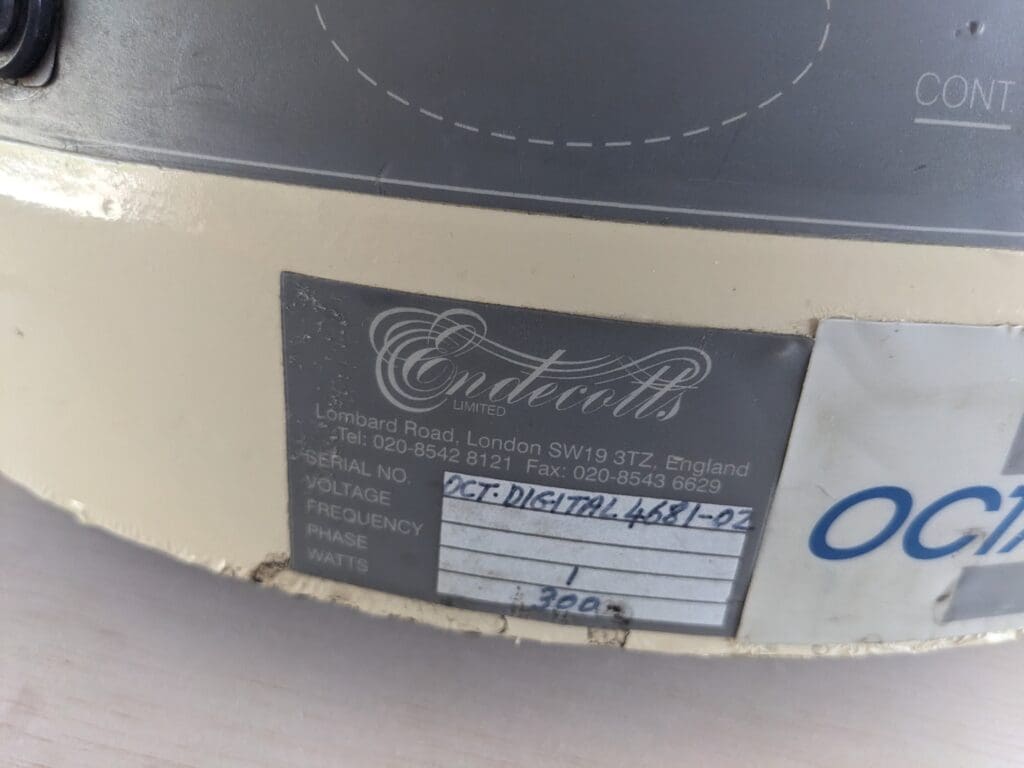 CONT
Endecotts
LIMITED
Lombard Road, London SW19 3TZ, England
Tel: 020-8542 8121 Fax: 020-8543 6629
SERIAL NO. OCT.DIGITAL 4681-02
VOLTAGE
FREQUENCY
PHASE 1
WATTS 300
OCTA